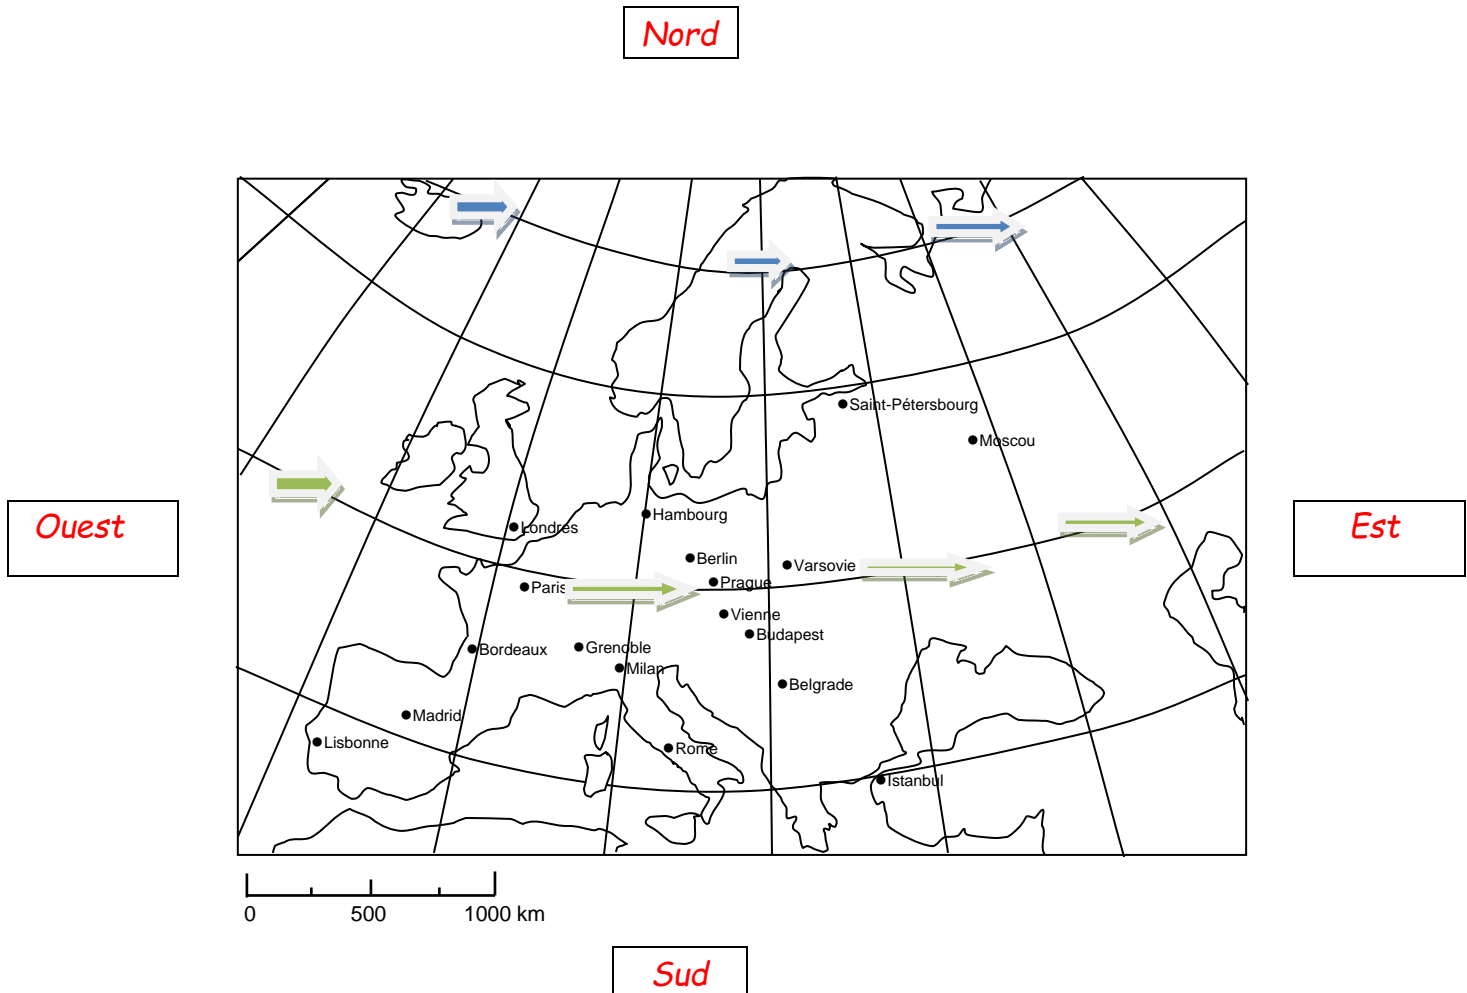 Nord
Saint-Pétersbourg
Moscou
Ouest
Est
Londres
Hambourg
Berlin
Varsovie
Paris
Prague
Vienne
Budapest
Bordeaux
Grenoble
Milan
Belgrade
Madrid
Lisbonne
Rome
Istanbul
0 500 1000 km
Sud